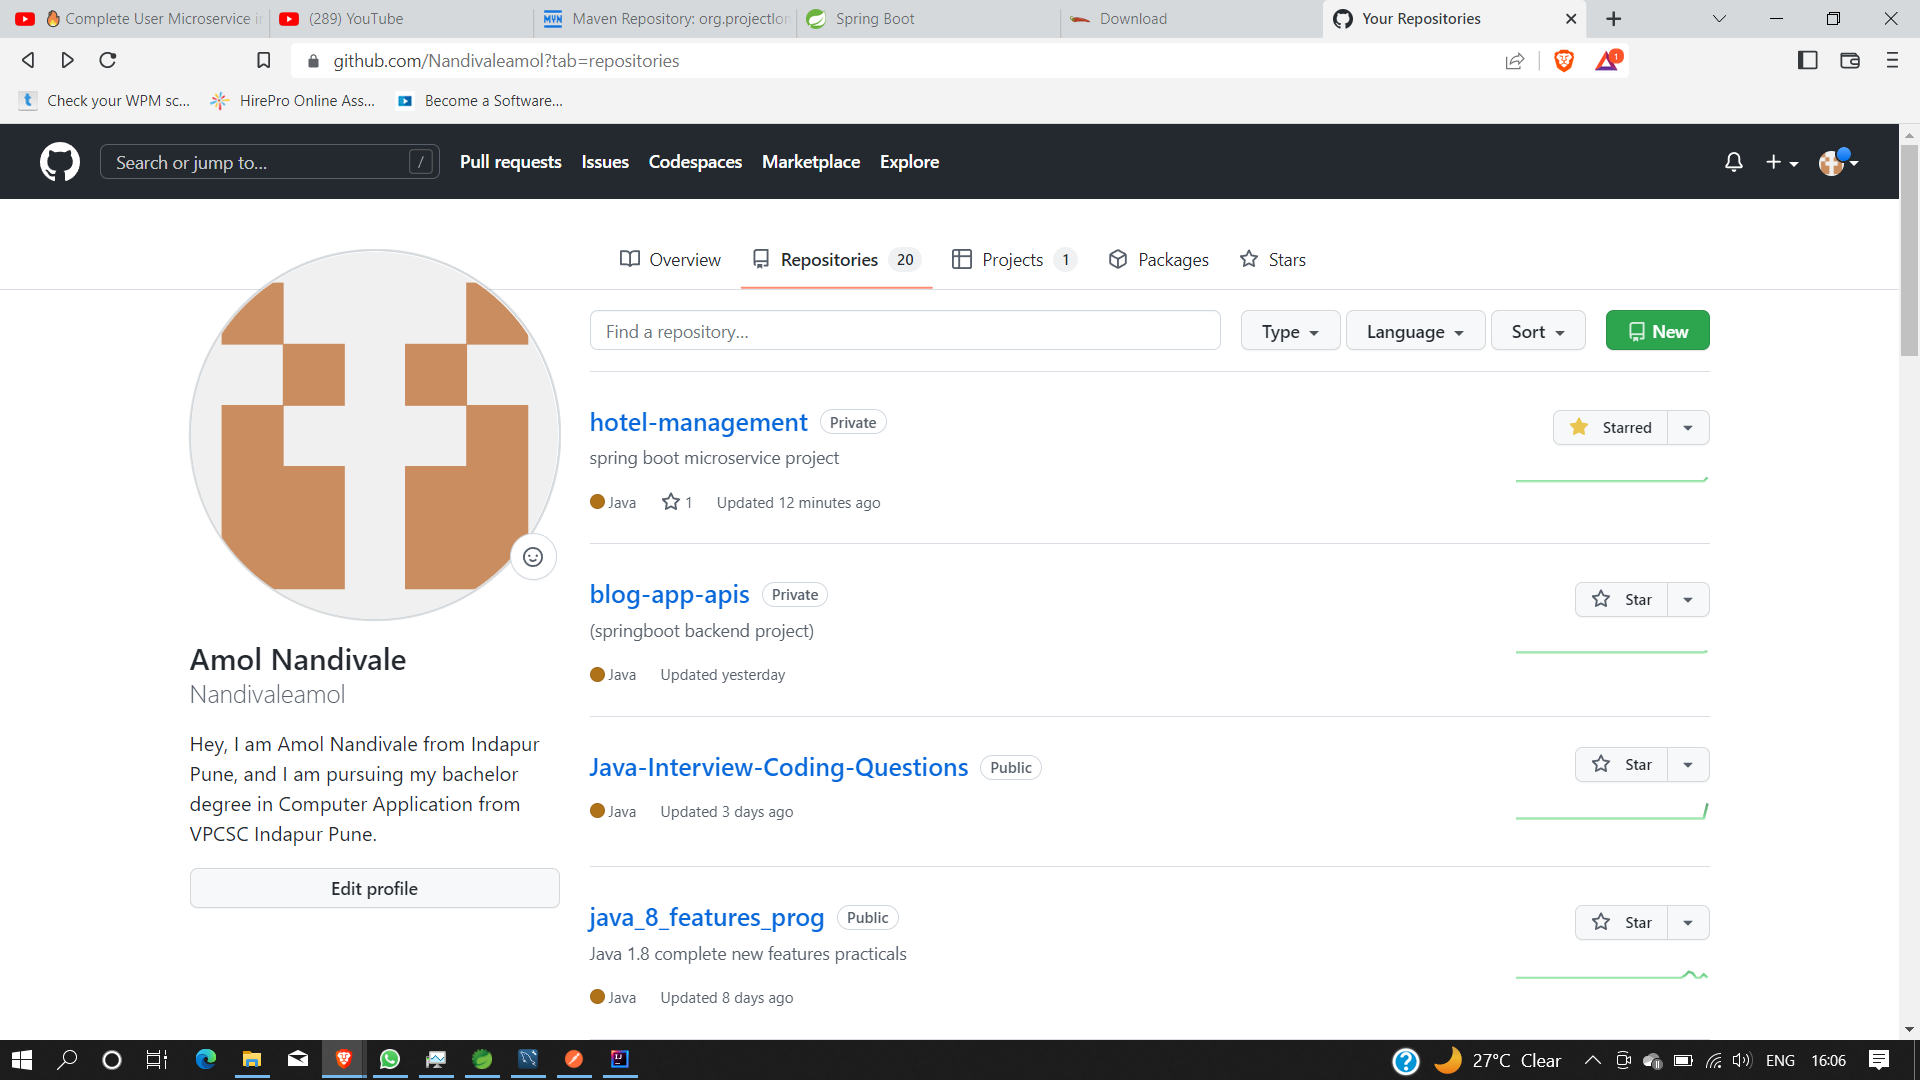 Complete User Microservice i
(289) YouTube
Maven Repository: org.projectlon
Spring Boot
Download
Your Repositories
github.com/Nandivaleamol?tab=repositories
1
Check your WPM sc...
HirePro Online Ass...
Become a Software...
Search or jump to...
/
Pull requests
Issues
Codespaces
Marketplace
Explore
Overview
Repositories 20
Projects 1
Packages
Stars
Find a repository...
Type
Language
Sort
New
hotel-management Private
Starred
spring boot microservice project
Java 1 Updated 12 minutes ago
blog-app-apis Private
Star
(springboot backend project)
Java Updated yesterday
Java-Interview-Coding-Questions Public
Star
Java Updated 3 days ago
java_8_features_prog Public
Star
Java 1.8 complete new features practicals
Java Updated 8 days ago
Amol Nandivale
Nandivaleamol
Hey, I am Amol Nandivale from Indapur
Pune, and I am pursuing my bachelor
degree in Computer Application from
VPCSC Indapur Pune.
Edit profile
27°C Clear
ENG
16:06